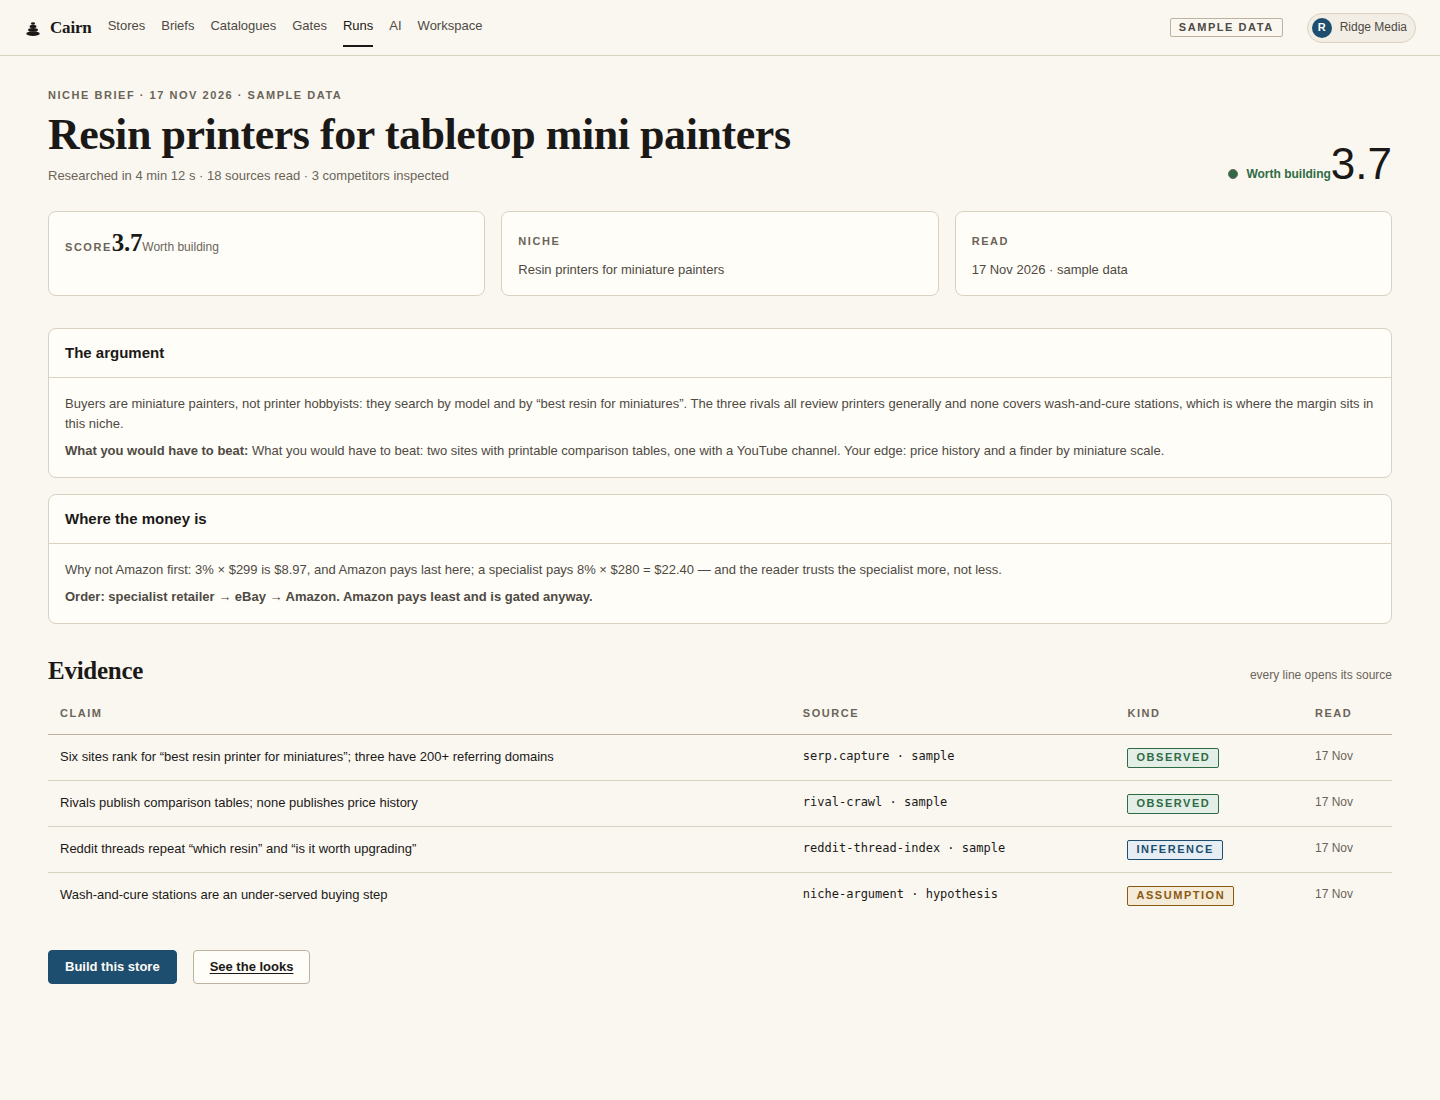 Cairn Stores Briefs Catalogues Gates Runs AI Workspace SAMPLE DATA R Ridge Media
NICHE BRIEF · 17 NOV 2026 · SAMPLE DATA
Resin printers for tabletop mini painters
Researched in 4 min 12 s · 18 sources read · 3 competitors inspected
Worth building 3.7
SCORE 3.7 Worth building
NICHE
Resin printers for miniature painters
READ
17 Nov 2026 · sample data
The argument
Buyers are miniature painters, not printer hobbyists: they search by model and by “best resin for miniatures”. The three rivals all review printers generally and none covers wash-and-cure stations, which is where the margin sits in
this niche.
What you would have to beat: What you would have to beat: two sites with printable comparison tables, one with a YouTube channel. Your edge: price history and a finder by miniature scale.
Where the money is
Why not Amazon first: 3% × $299 is $8.97, and Amazon pays last here; a specialist pays 8% × $280 = $22.40 — and the reader trusts the specialist more, not less.
Order: specialist retailer → eBay → Amazon. Amazon pays least and is gated anyway.
Evidence
every line opens its source
CLAIM SOURCE KIND READ
Six sites rank for “best resin printer for miniatures”; three have 200+ referring domains serp.capture · sample OBSERVED 17 Nov
Rivals publish comparison tables; none publishes price history rival-crawl · sample OBSERVED 17 Nov
Reddit threads repeat “which resin” and “is it worth upgrading” reddit-thread-index · sample INFERENCE 17 Nov
Wash-and-cure stations are an under-served buying step niche-argument · hypothesis ASSUMPTION 17 Nov
Build this store See the looks